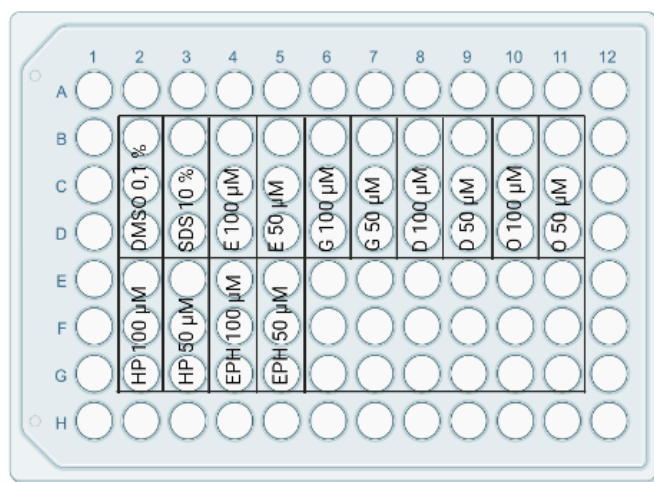 1 2 3 4 5 6 7 8 9 10 11 12
A
B
C
D
E
F
G
H
DMSO 0,1 %
SDS 10 %
E 100 µM
E 50 µM
G 100 µM
G 50 µM
D 100 µM
D 50 µM
O 100 µM
O 50 µM
HP 100 µM
HP 50 µM
EPH 100 µM
EPH 50 µM